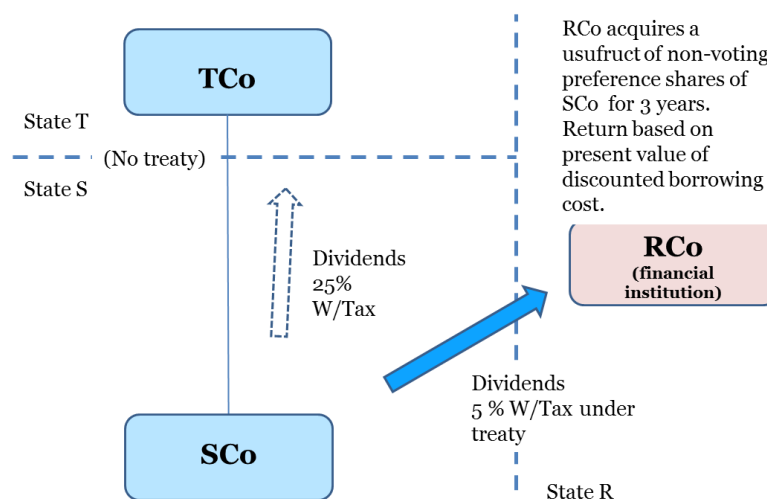 RCo acquires a
usufruct of non-voting
preference shares of
SCo for 3 years.
Return based on
present value of
discounted borrowing
cost.
TCo
State T
(No treaty)
State S
RCo
(financial
institution)
Dividends
25%
W/Tax
Dividends
5 % W/Tax under
treaty
SCo
State R